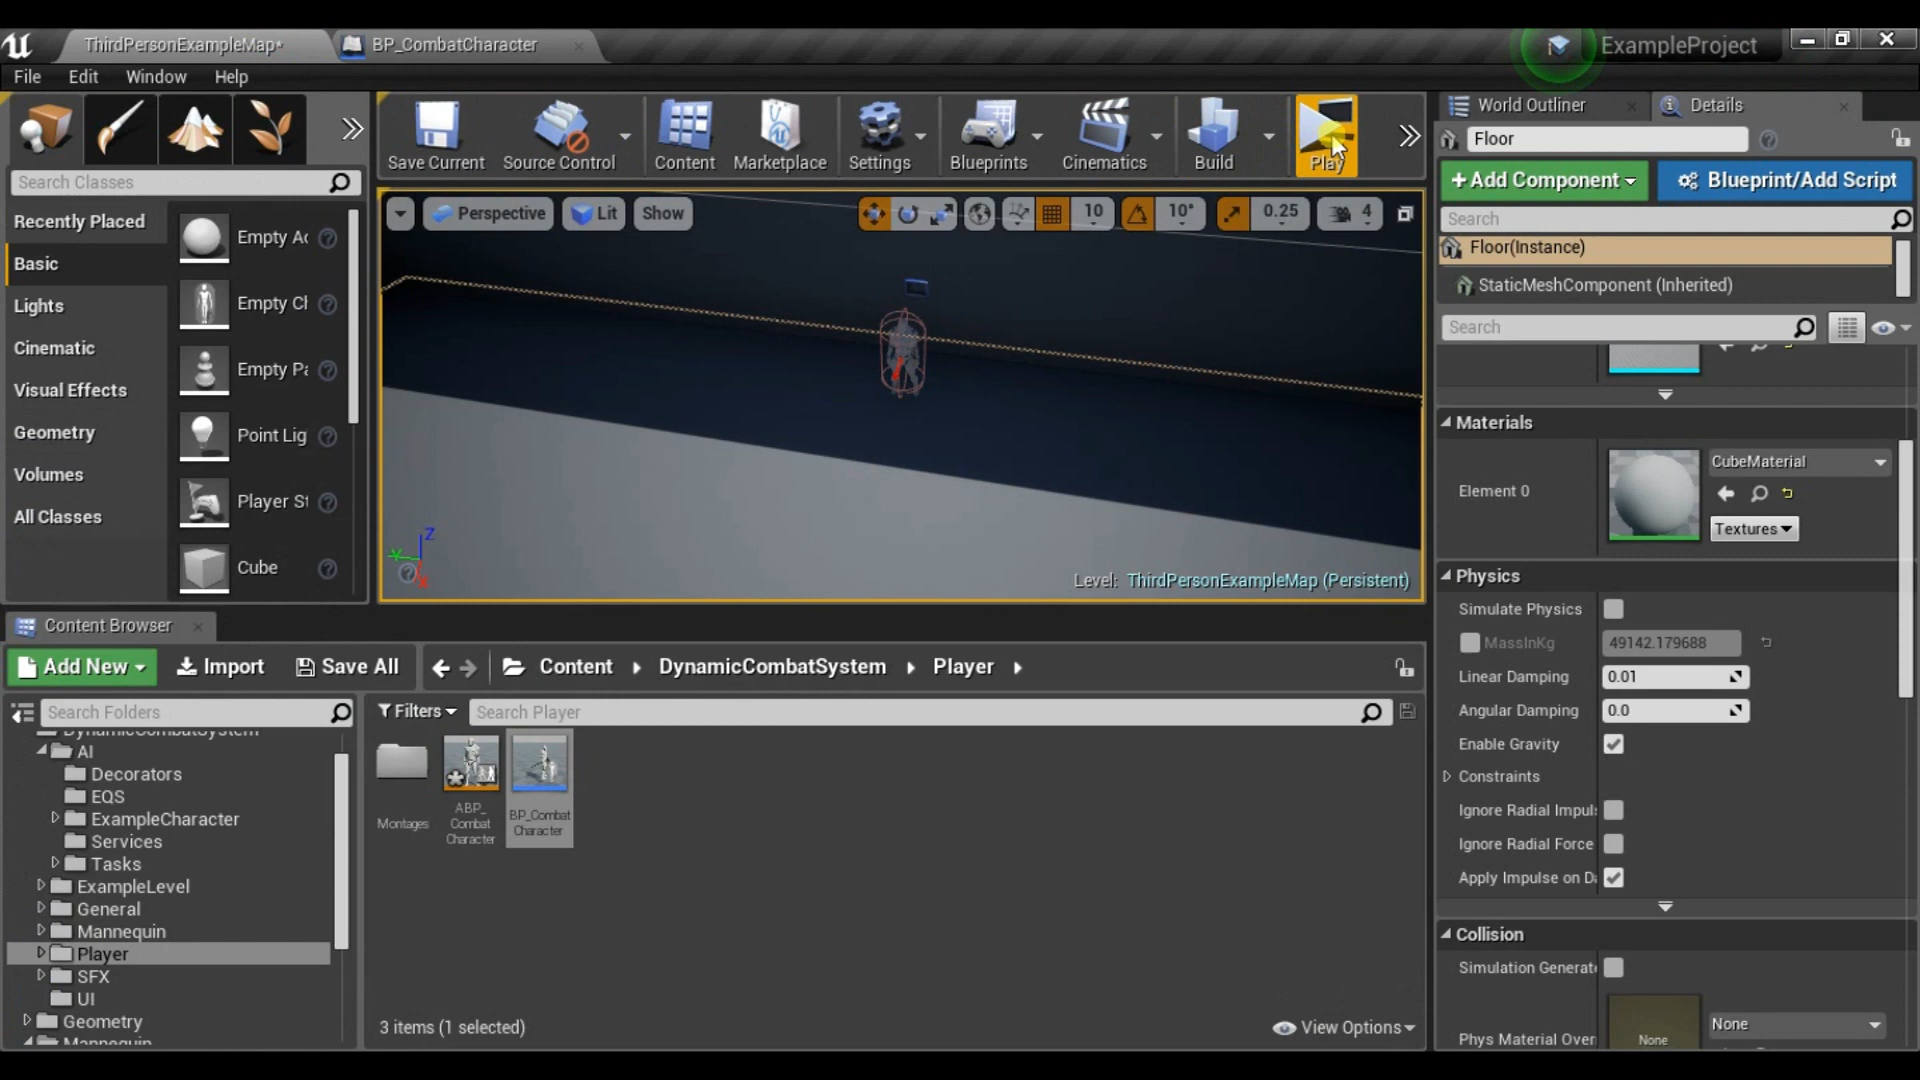 ThirdPersonExampleMap*
BP_CombatCharacter
ExampleProject
File Edit Window Help
Save Current
Source Control
Content
Marketplace
Settings
Blueprints
Cinematics
Build
Play
World Outliner
Details
Floor
+Add Component
Blueprint/Add Script
Search
Floor(Instance)
StaticMeshComponent (Inherited)
Search
Search Classes
Recently Placed
Basic
Lights
Cinematic
Visual Effects
Geometry
Volumes
All Classes
Empty Ac
Empty Ch
Empty Pa
Point Lig
Player St
Cube
Perspective
Lit
Show
10
10°
0.25
4
Z
Y
X
Level: ThirdPersonExampleMap (Persistent)
Materials
Element 0
CubeMaterial
Textures
Physics
Simulate Physics
MassInKg 49142.179688
Linear Damping 0.01
Angular Damping 0.0
Enable Gravity
Constraints
Ignore Radial Impul
Ignore Radial Force
Apply Impulse on Da
Collision
Simulation Generat
Phys Material Over
None
None
Content Browser
Add New
Import
Save All
Content
DynamicCombatSystem
Player
Search Folders
DynamicCombatSystem
AI
Decorators
EQS
ExampleCharacter
Services
Tasks
ExampleLevel
General
Mannequin
Player
SFX
UI
Geometry
Mannequin
Filters
Search Player
Montages
ABP_
Combat
Character
BP_Combat
Character
3 items (1 selected)
View Options